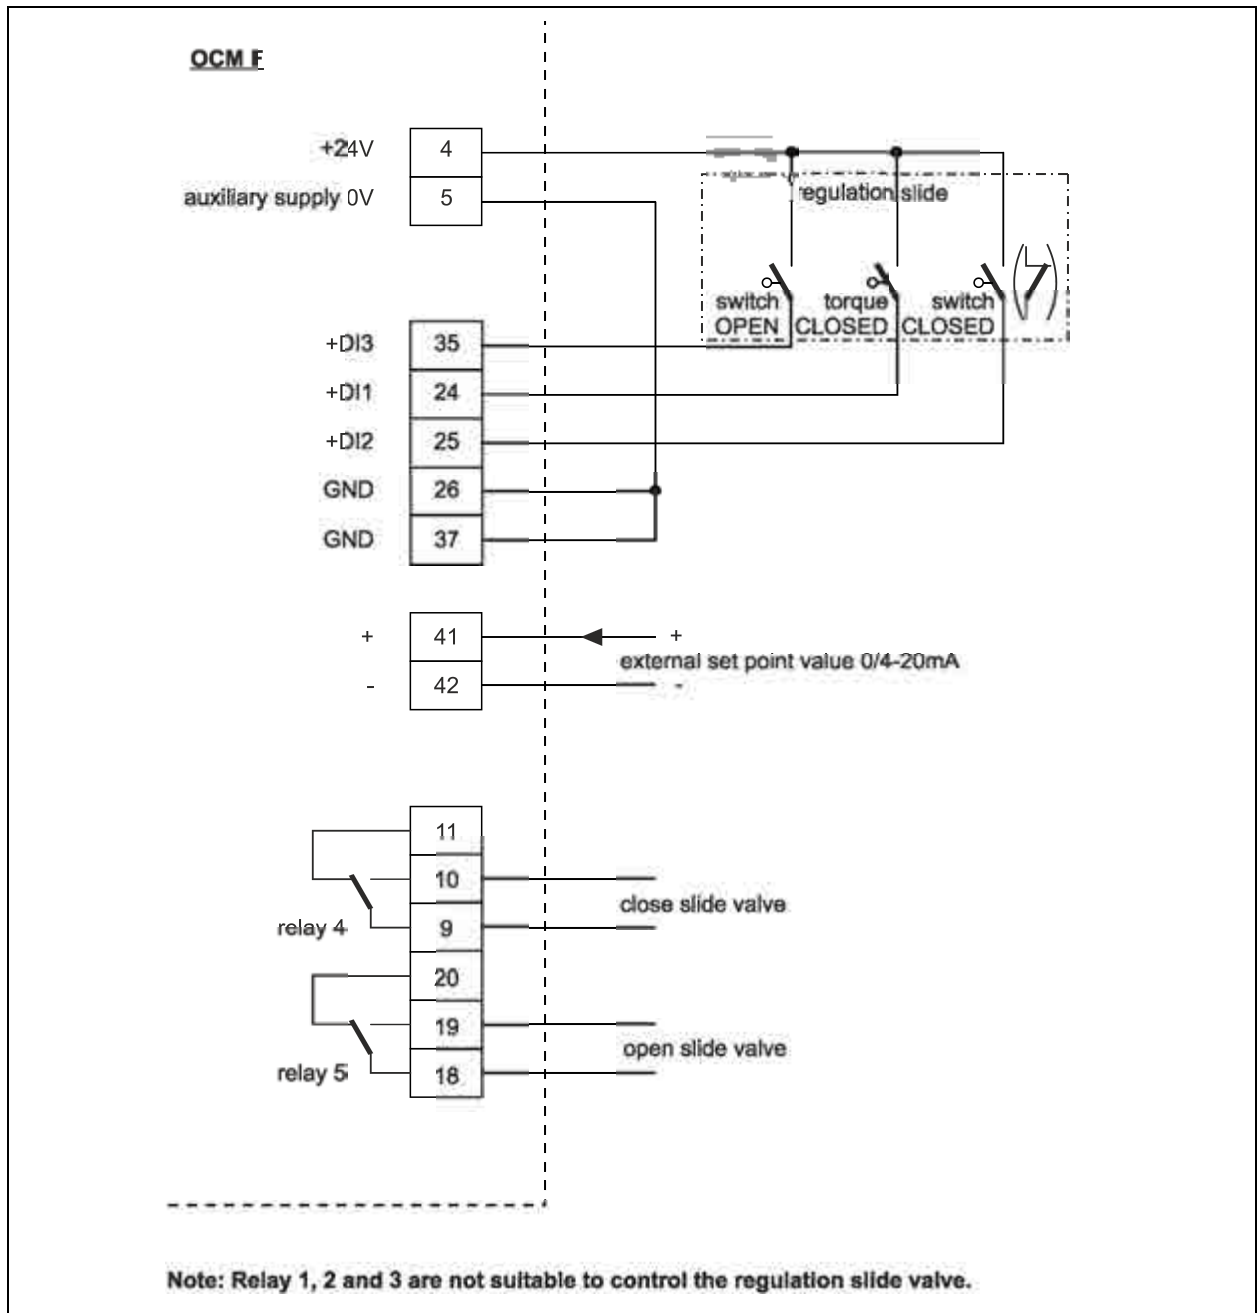 OCM F
+24V 4
auxiliary supply 0V 5
regulation slide
switch OPEN
torque CLOSED
switch CLOSED
+DI3 35
+DI1 24
+DI2 25
GND 26
GND 37
+ 41 +
external set point value 0/4-20mA
- 42 -
11
10
close slide valve
relay 4 9
20
19
open slide valve
relay 5 18
Note: Relay 1, 2 and 3 are not suitable to control the regulation slide valve.